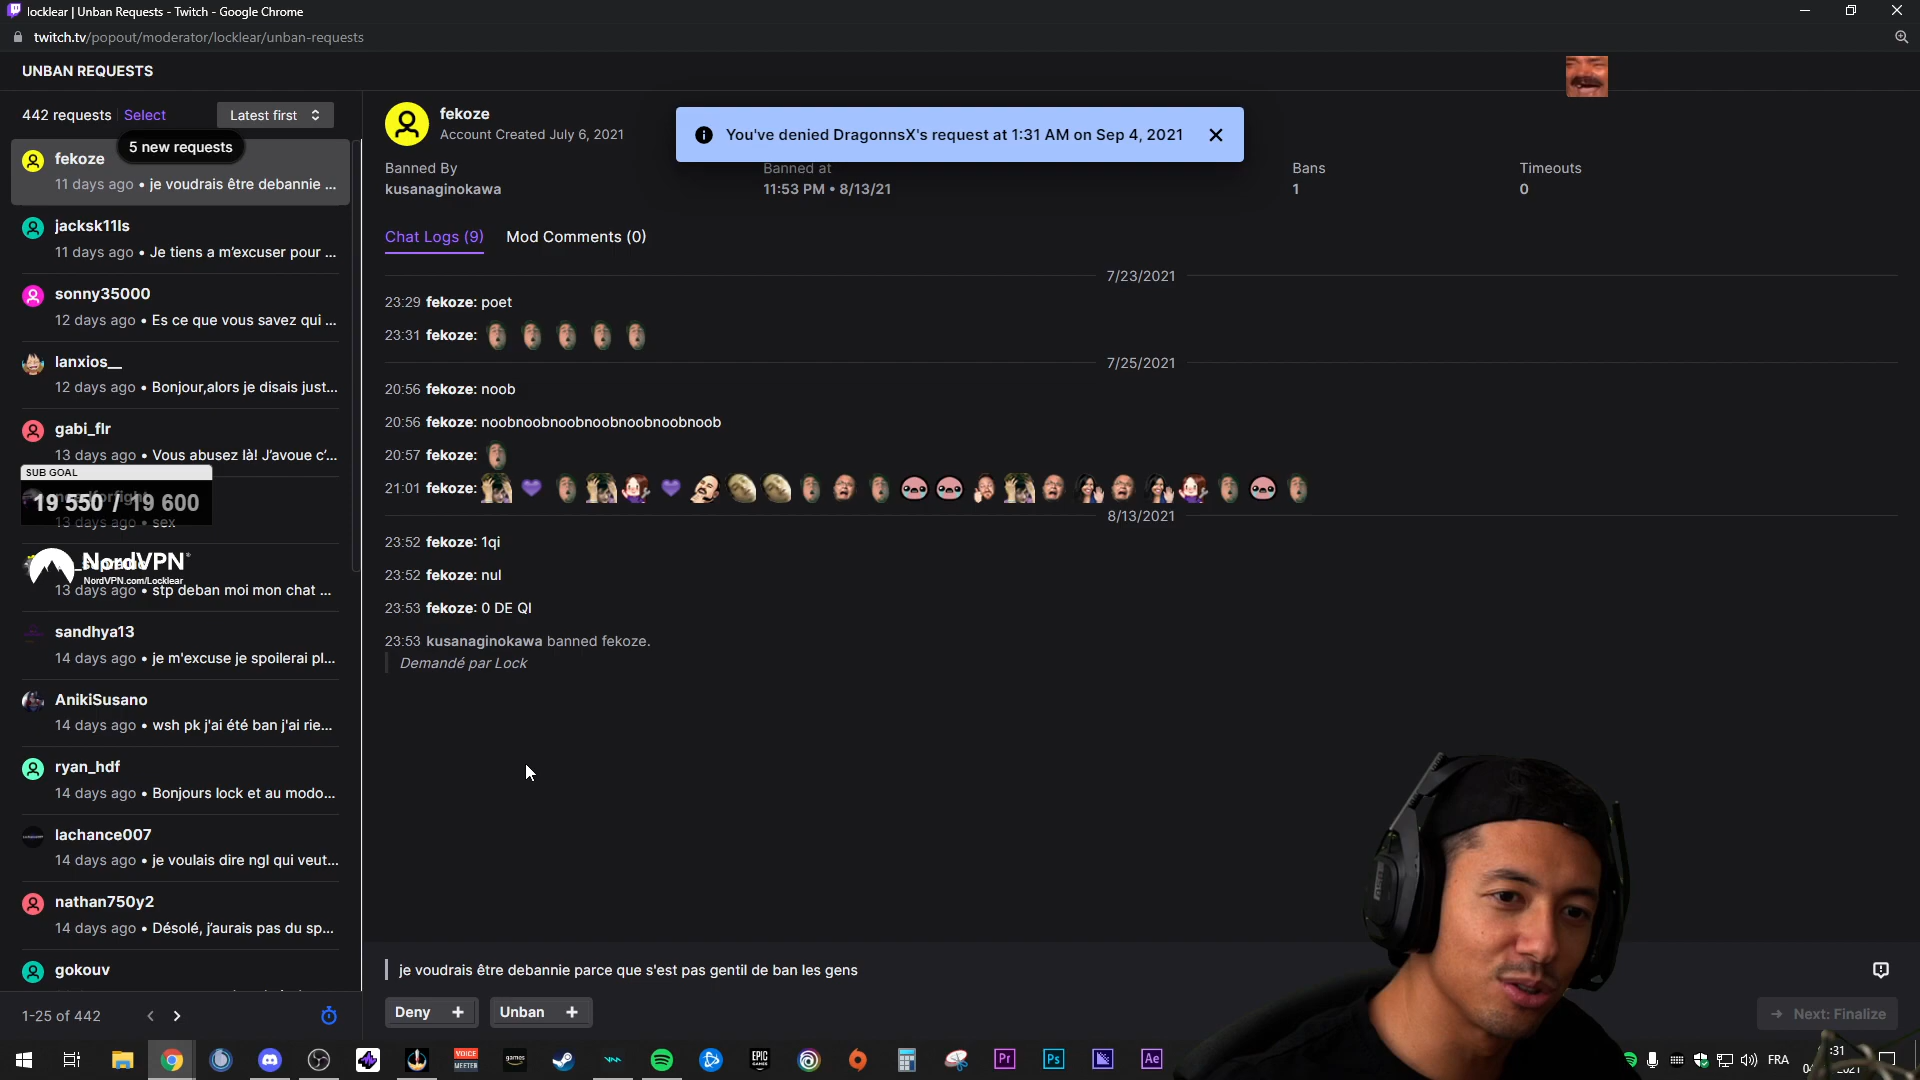 locklear | Unban Requests - Twitch - Google Chrome
twitch.tv/popout/moderator/locklear/unban-requests
UNBAN REQUESTS
442 requests
Select
Latest first
5 new requests
fekoze
11 days ago • je voudrais être debannie ...
jacksk11ls
11 days ago • Je tiens a m'excuser pour ...
sonny35000
12 days ago • Es ce que vous savez qui ...
lanxios__
12 days ago • Bonjour,alors je disais just...
gabi_flr
13 days ago • Vous abusez là! J'avoue c'...
SUB GOAL
19 550 / 19 600
13 days ago • sex
NordVPN
NordVPN.com/Locklear
13 days ago • stp deban moi mon chat ...
sandhya13
14 days ago • je m'excuse je spoilerai pl...
AnikiSusano
14 days ago • wsh pk j'ai été ban j'ai rie...
ryan_hdf
14 days ago • Bonjours lock et au modo...
lachance007
14 days ago • je voulais dire ngl qui veut...
nathan750y2
14 days ago • Désolé, j'aurais pas du sp...
gokouv
1-25 of 442
fekoze
Account Created July 6, 2021
You've denied DragonnsX's request at 1:31 AM on Sep 4, 2021
Banned By
kusanaginokawa
Banned at
11:53 PM • 8/13/21
Bans
1
Timeouts
0
Chat Logs (9)
Mod Comments (0)
7/23/2021
23:29 fekoze: poet
23:31 fekoze:
7/25/2021
20:56 fekoze: noob
20:56 fekoze: noobnoobnoobnoobnoobnoobnoob
20:57 fekoze:
21:01 fekoze:
8/13/2021
23:52 fekoze: 1qi
23:52 fekoze: nul
23:53 fekoze: 0 DE QI
23:53 kusanaginokawa banned fekoze.
Demandé par Lock
je voudrais être debannie parce que s'est pas gentil de ban les gens
Deny +
Unban +
Next: Finalize
VOICE MEETER
games
EPIC GAMES
Pr
Ps
Ae
FRA